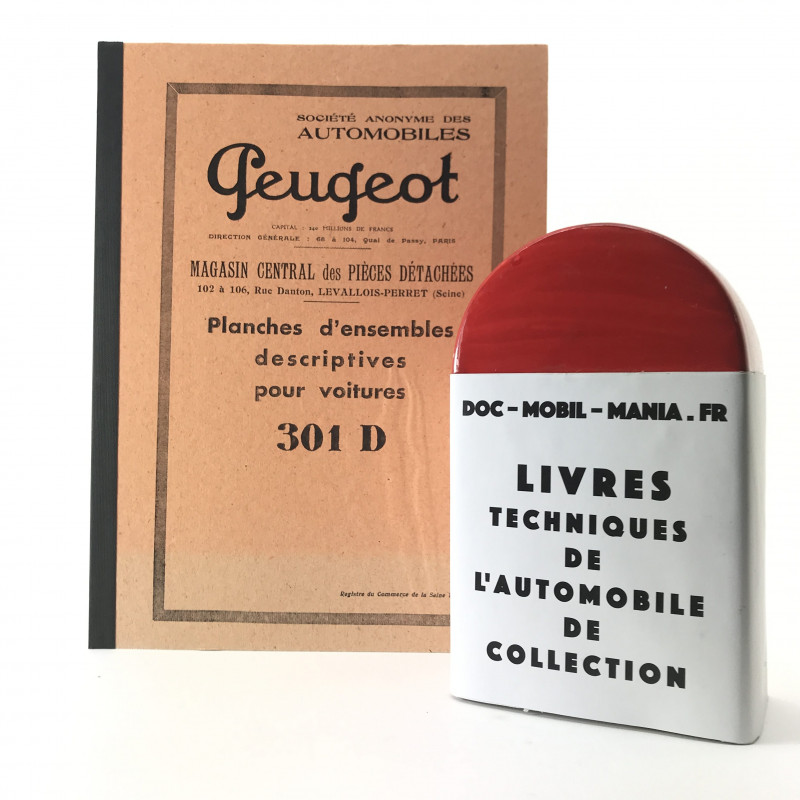 SOCIÉTÉ ANONYME DES
AUTOMOBILES
Peugeot
CAPITAL : 240 MILLIONS DE FRANCE
DIRECTION GÉNÉRALE : 68 à 104, Quai de Passy, PARIS
MAGASIN CENTRAL des PIÈCES DÉTACHÉES
102 à 106, Rue Danton, LEVALLOIS-PERRET (Seine)
Planches d'ensembles
descriptives
pour voitures
301 D
Registre du Commerce de la Seine
DOC-MOBIL-MANIA.FR
LIVRES
TECHNIQUES
DE
L'AUTOMOBILE
DE
COLLECTION